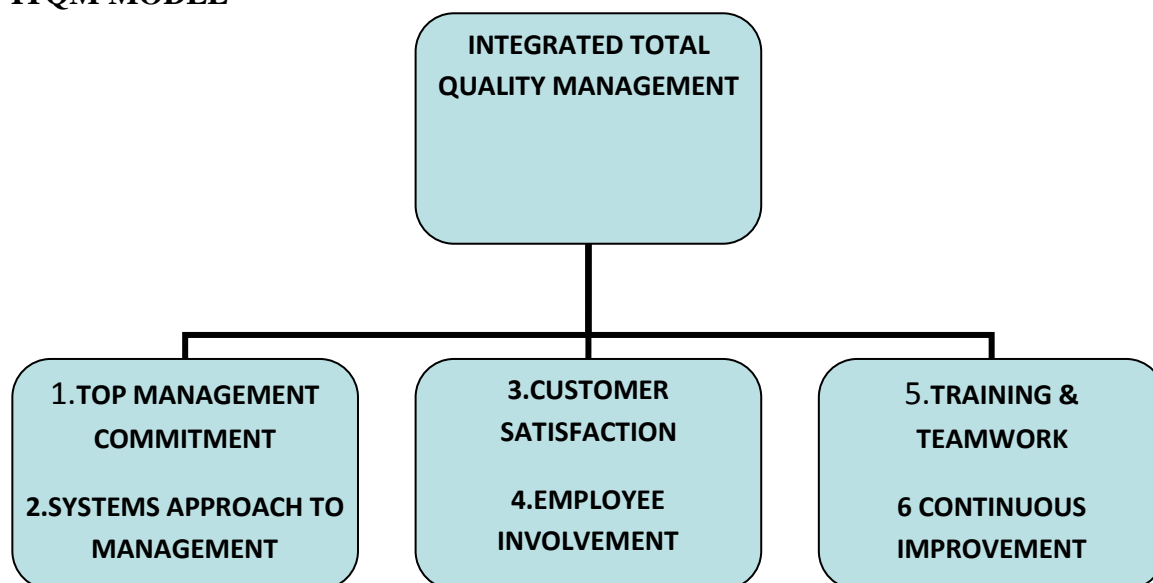 INTEGRATED TOTAL
QUALITY MANAGEMENT
1.TOP MANAGEMENT
COMMITMENT
2.SYSTEMS APPROACH TO
MANAGEMENT
3.CUSTOMER
SATISFACTION
4.EMPLOYEE
INVOLVEMENT
5.TRAINING &
TEAMWORK
6 CONTINUOUS
IMPROVEMENT